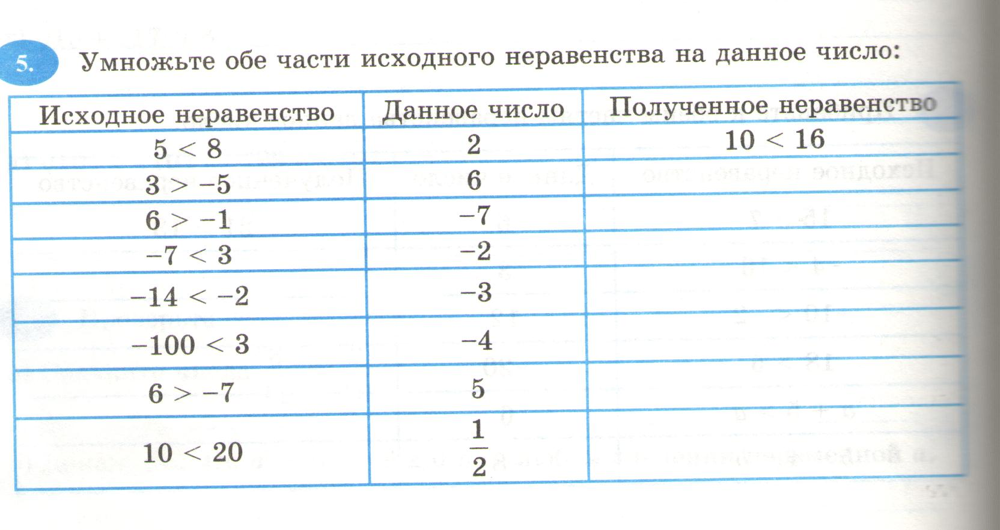 5. Умножьте обе части исходного неравенства на данное число:
Исходное неравенство Данное число Полученное неравенство
5 < 8 2 10 < 16
3 > −5 6
6 > −1 −7
−7 < 3 −2
−14 < −2 −3
−100 < 3 −4
6 > −7 5
10 < 20 1/2